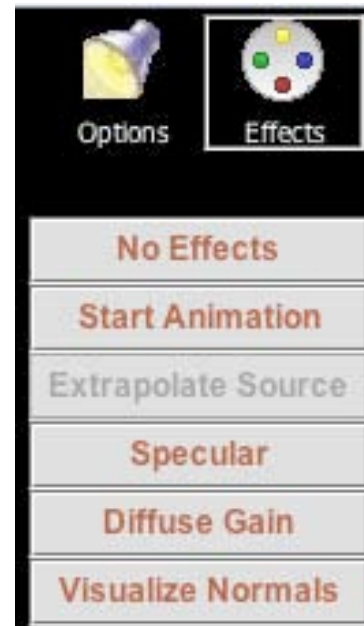 Options Effects
No Effects
Start Animation
Extrapolate Source
Specular
Diffuse Gain
Visualize Normals